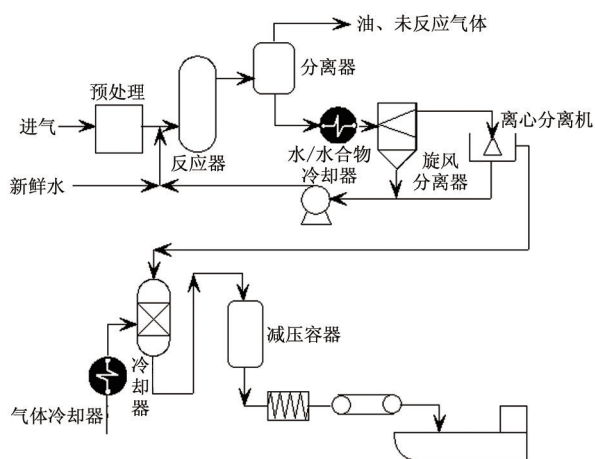 油、未反应气体
分离器
预处理
进气
反应器
水/水合物
冷却器
旋风
分离器
离心分离机
新鲜水
减压容器
冷
却
器
气体冷却器